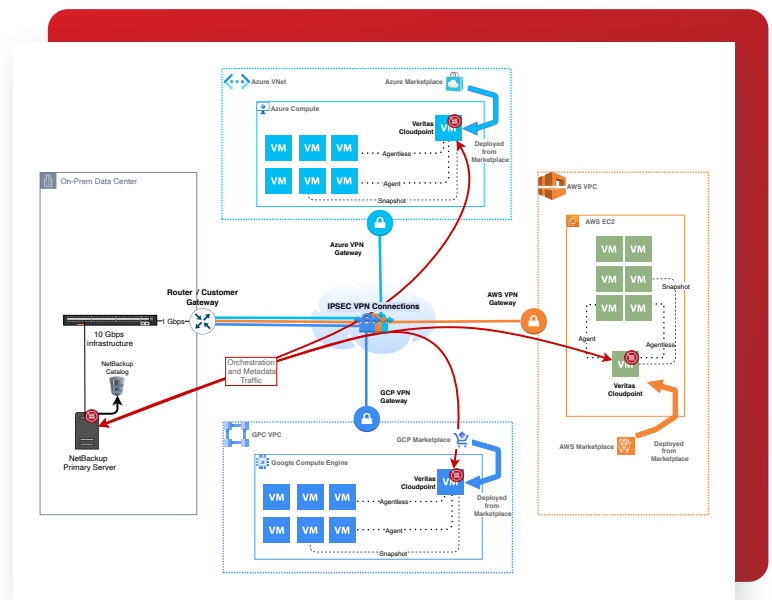 Azure VNet
Azure Marketplace
Azure Compute
Veritas
Cloudpoint
VM
VM
VM
VM
Deployed
from
Marketplace
Agentless
VM
VM
VM
Agent
Snapshot
On-Prem Data Center
AWS VPC
AWS EC2
Azure VPN
Gateway
VM
VM
VM
VM
Snapshot
VM
VM
Router / Customer
Gateway
IPSEC VPN Connections
AWS VPN
Gateway
1 Gbps
10 Gbps
infrastructure
Agent
Agentless
NetBackup
Catalog
Orchestration
and Metadata
Traffic
VM
Veritas
Cloudpoint
GCP VPN
Gateway
NetBackup
Primary Server
GPC VPC
GCP Marketplace
AWS Marketplace
Deployed
from
Marketplace
Google Compute Engine
Veritas
Cloudpoint
VM
VM
VM
VM
Agentless
Deployed
from
Marketplace
VM
VM
VM
Agent
Snapshot